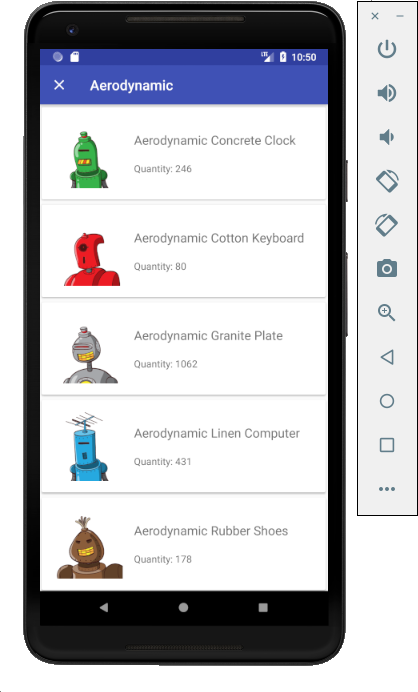 LTE 10:50
Aerodynamic
Aerodynamic Concrete Clock
Quantity: 246
Aerodynamic Cotton Keyboard
Quantity: 80
Aerodynamic Granite Plate
Quantity: 1062
Aerodynamic Linen Computer
Quantity: 431
Aerodynamic Rubber Shoes
Quantity: 178